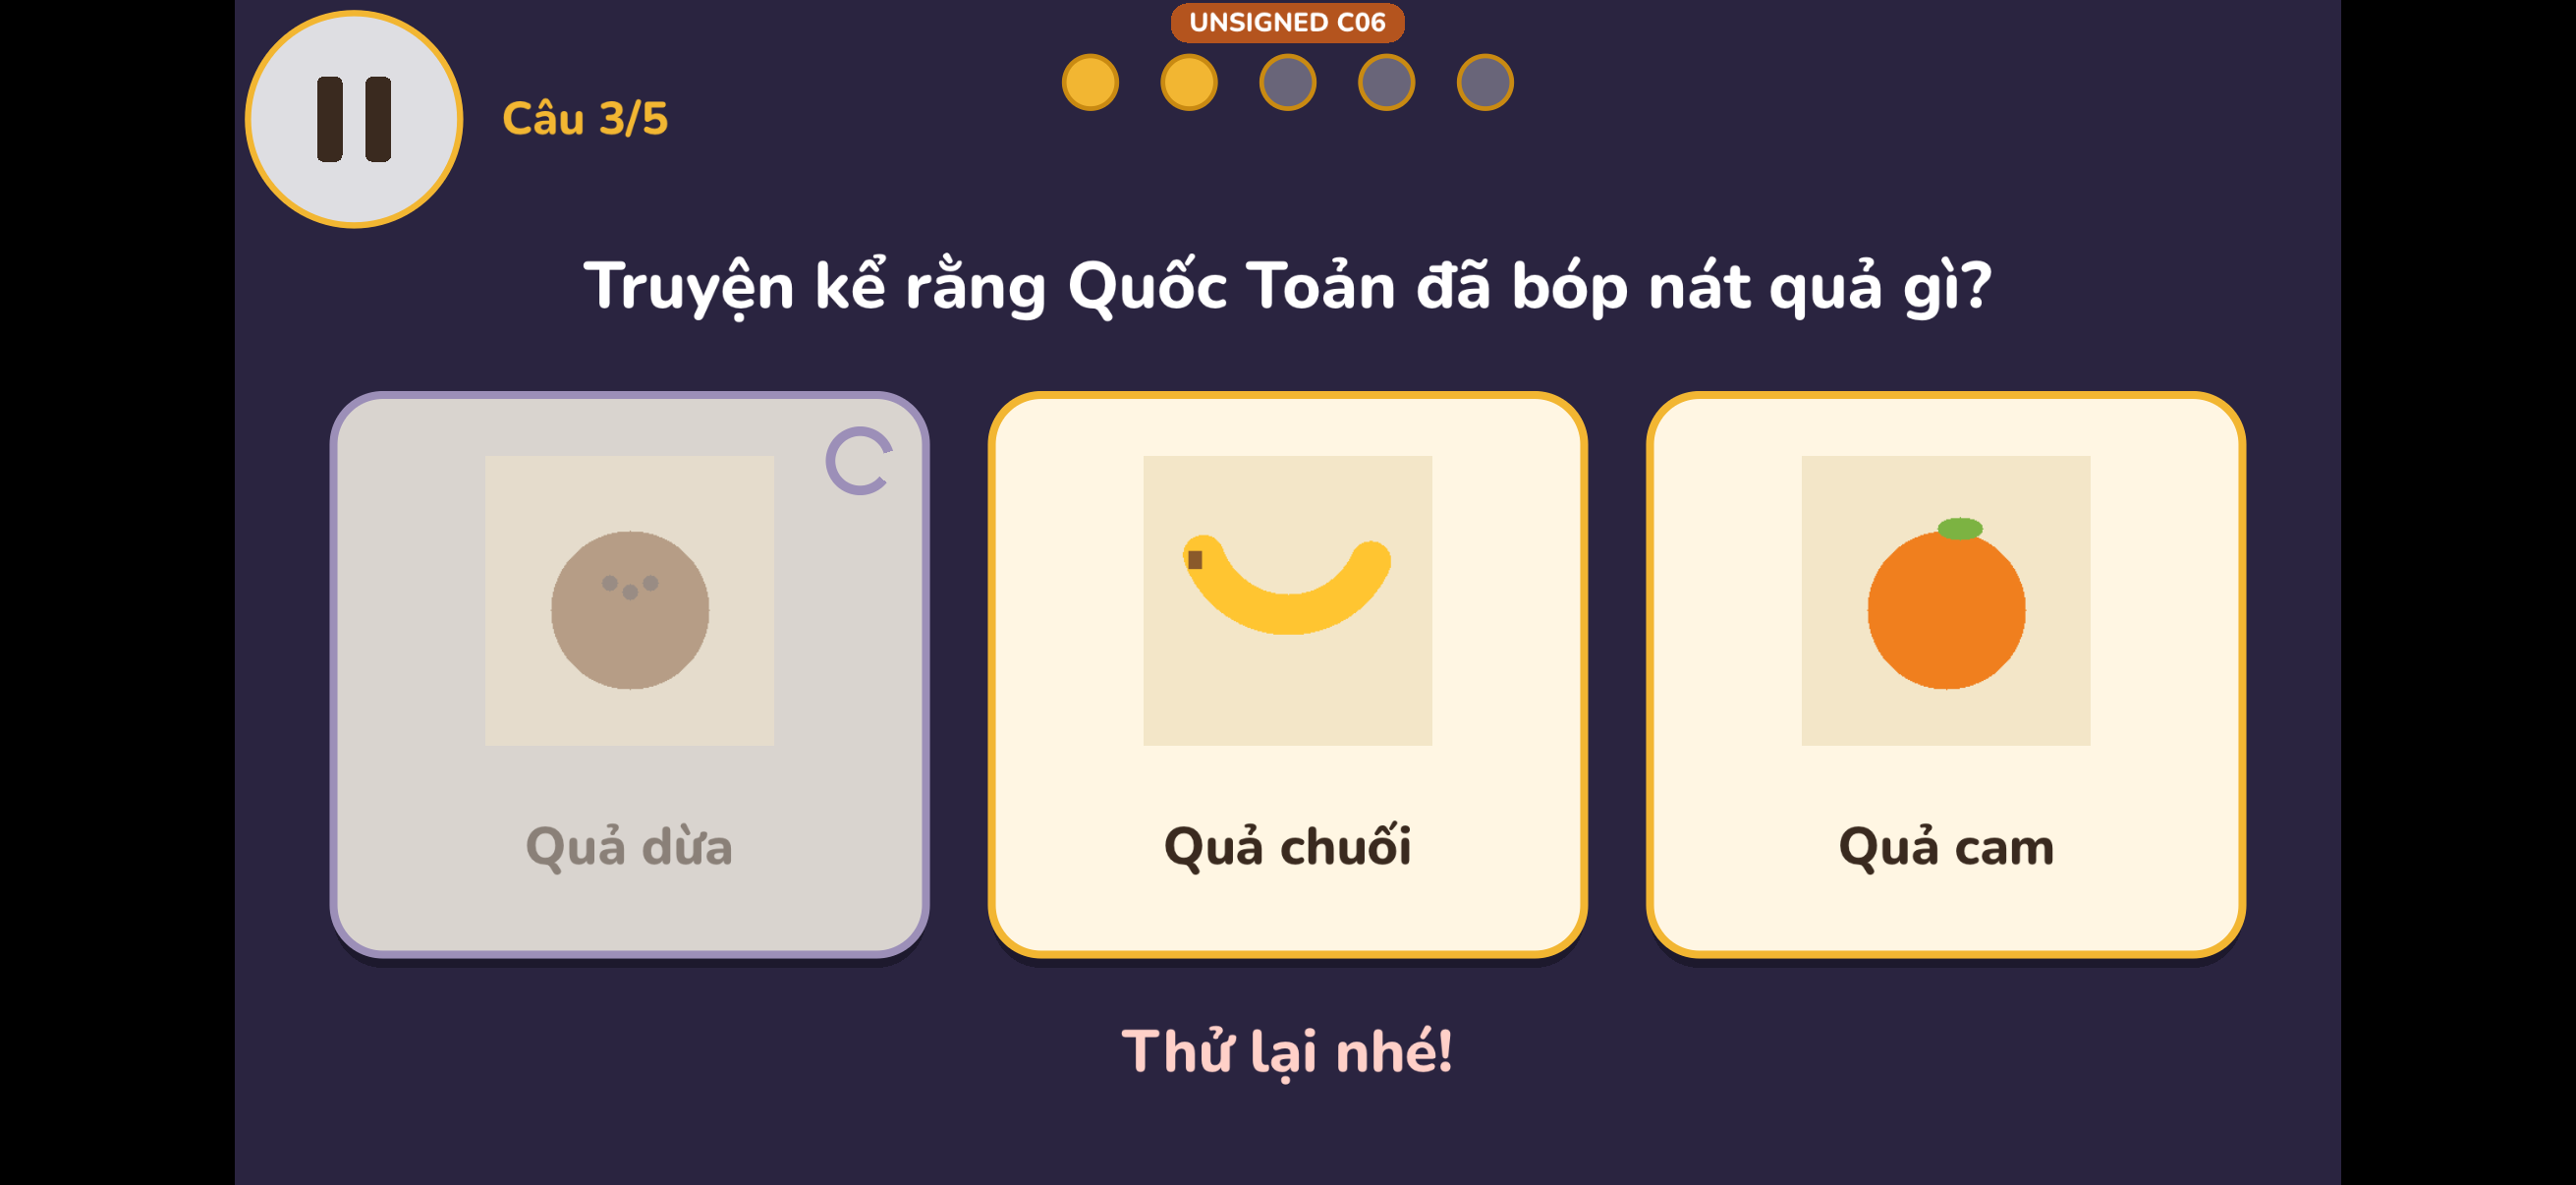 UNSIGNED C06
Câu 3/5
Truyện kể rằng Quốc Toản đã bóp nát quả gì?
Quả dừa
Quả chuối
Quả cam
Thử lại nhé!